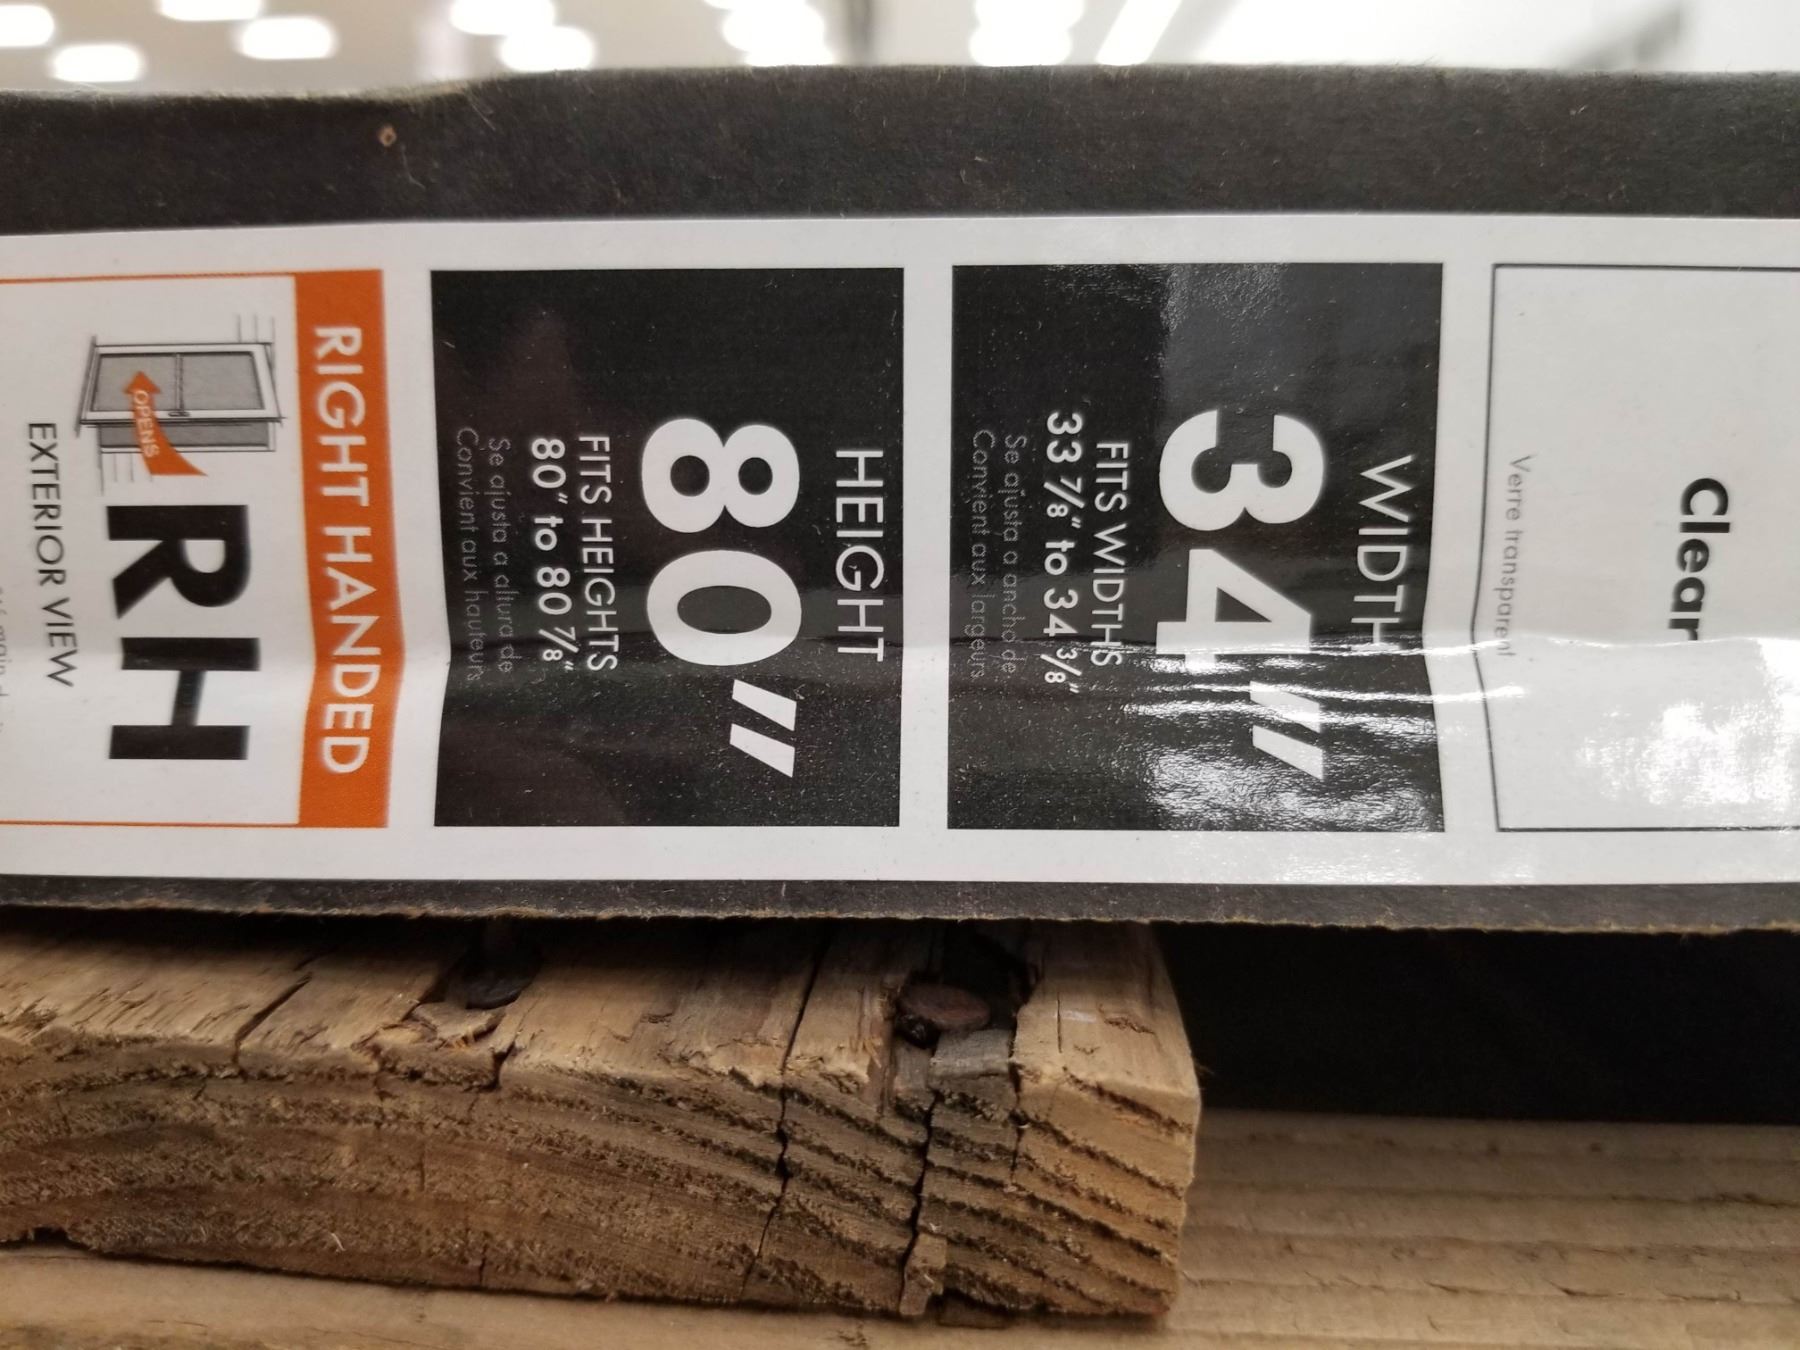 Clear
Verre transparent
WIDTH
34"
FITS WIDTHS
33 7/8" to 34 3/8"
Se ajusta a ancho de
Convient aux largeurs
HEIGHT
80"
FITS HEIGHTS
80" to 80 7/8"
Se ajusta a altura de
Convient aux hauteurs
RIGHT HANDED
OPENS
RH
EXTERIOR VIEW